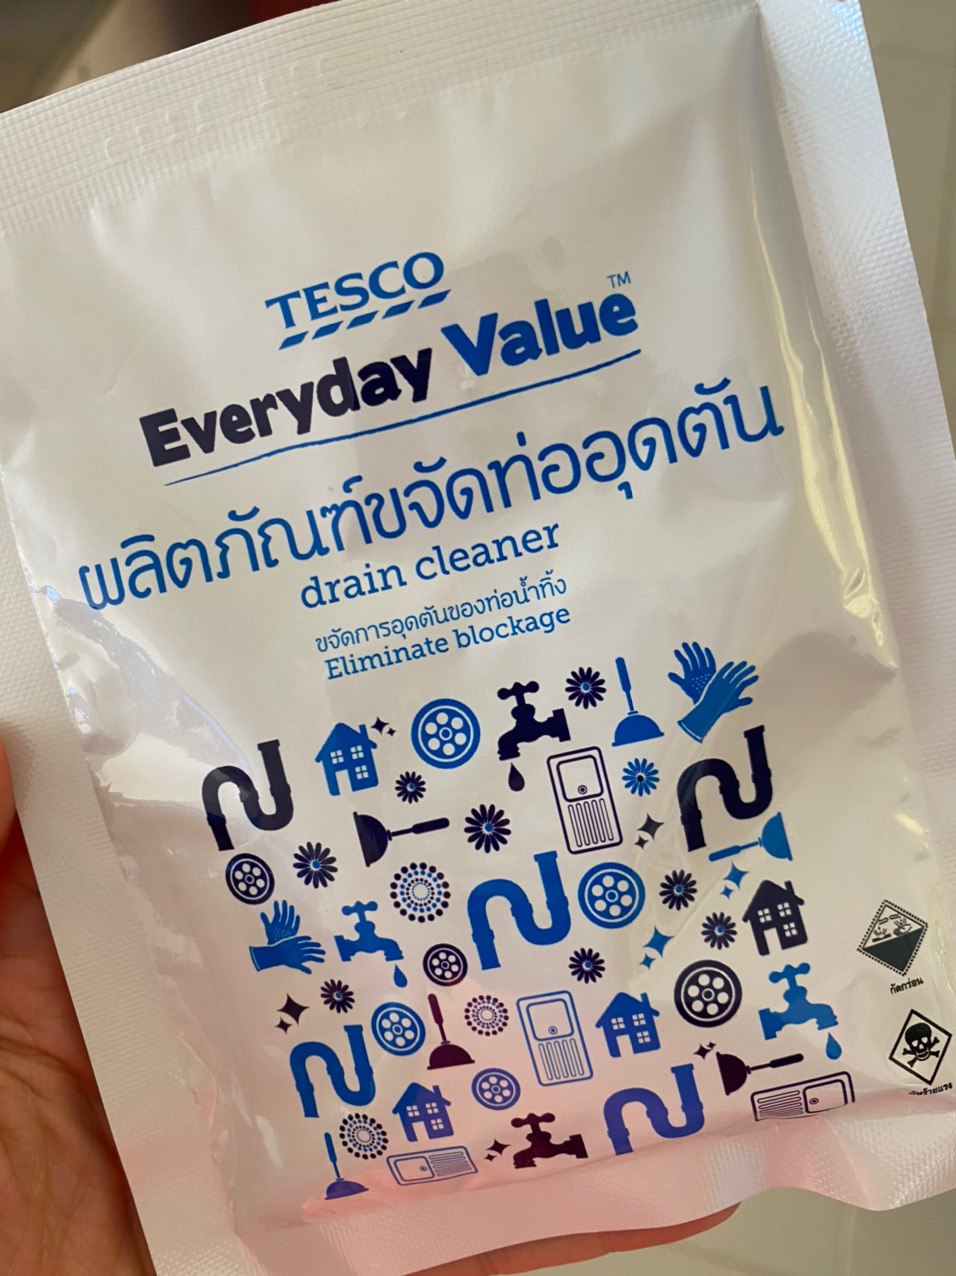 TESCO
Everyday Value™
ผลิตภัณฑ์ขจัดท่ออุดตัน
drain cleaner
ขจัดการอุดตันของท่อน้ำทิ้ง
Eliminate blockage
กัดกร่อน